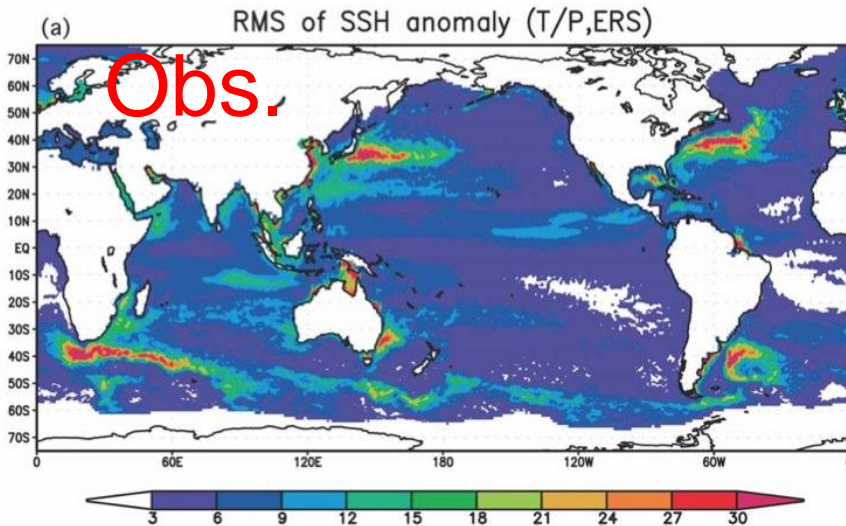 (a) RMS of SSH anomaly (T/P,ERS)
Obs.
70N
60N
50N
40N
30N
20N
10N
EQ
10S
20S
30S
40S
50S
60S
70S
0 60E 120E 180 120W 60W
3 6 9 12 15 18 21 24 27 30